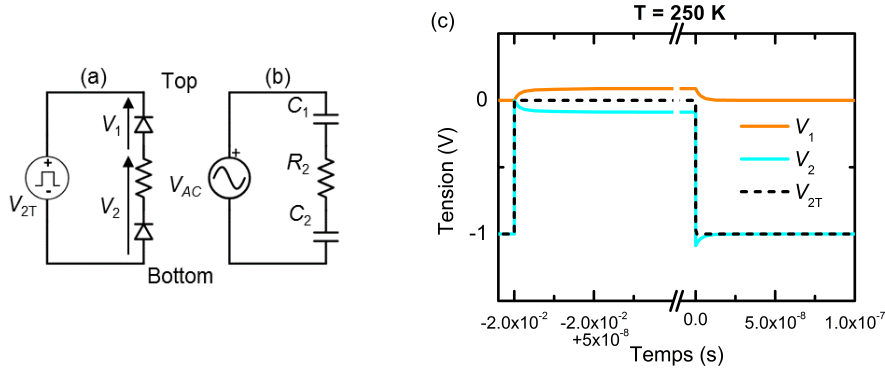 (a)
Top
(b)
V1
V2
V2T
+
-
VAC
+
C1
R2
C2
Bottom
(c)
T = 250 K
Tension (V)
0
-1
V1
V2
V2T
-2.0x10-2
-2.0x10-2
+5x10-8
0.0
5.0x10-8
1.0x10-7
Temps (s)